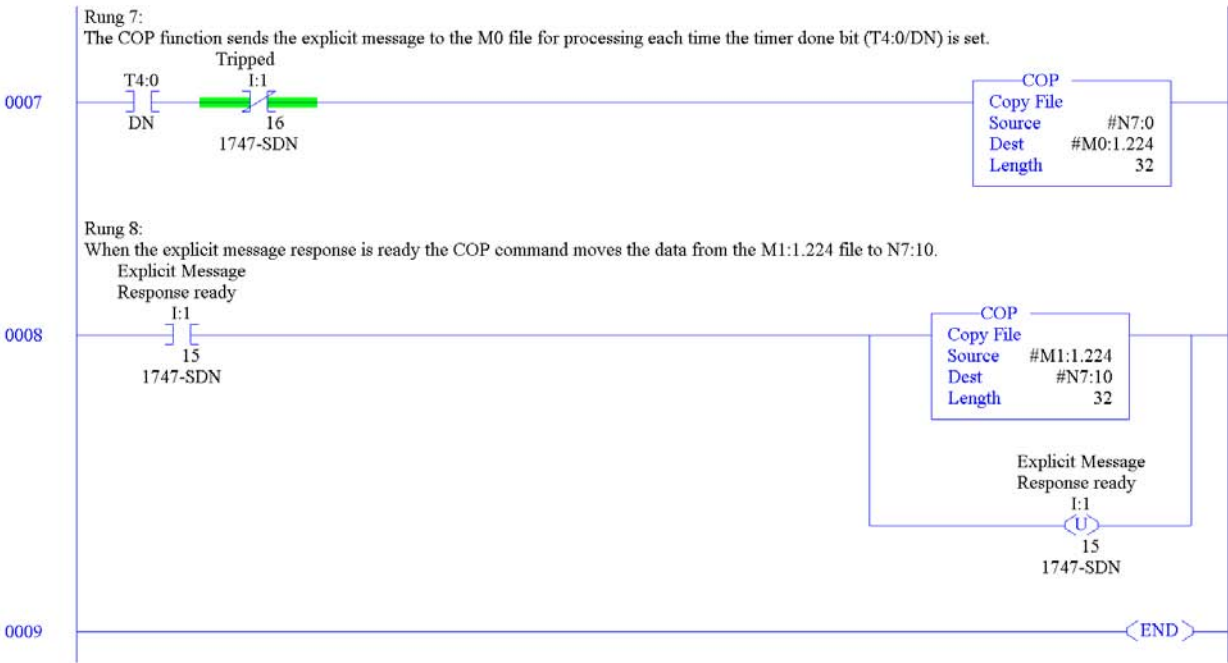 Rung 7:
The COP function sends the explicit message to the M0 file for processing each time the timer done bit (T4:0/DN) is set.
Tripped
T4:0 I:1
0007
DN 16
1747-SDN
COP
Copy File
Source #N7:0
Dest #M0:1.224
Length 32
Rung 8:
When the explicit message response is ready the COP command moves the data from the M1:1.224 file to N7:10.
Explicit Message
Response ready
I:1
0008
15
1747-SDN
COP
Copy File
Source #M1:1.224
Dest #N7:10
Length 32
Explicit Message
Response ready
I:1
U
15
1747-SDN
0009
END